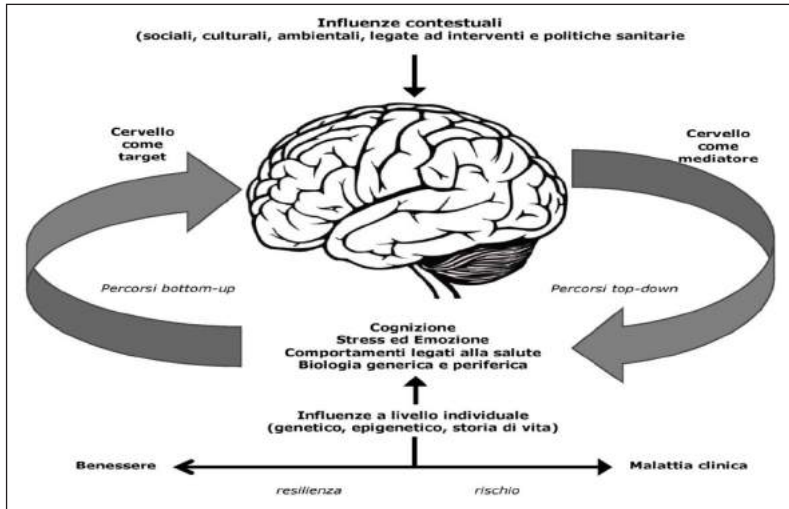 Influenze contestuali
(sociali, culturali, ambientali, legate ad interventi e politiche sanitarie
Cervello
come
target
Cervello
come
mediatore
Percorsi bottom-up
Percorsi top-down
Cognizione
Stress ed Emozione
Comportamenti legati alla salute
Biologia generica e periferica
Influenze a livello individuale
(genetico, epigenetico, storia di vita)
Benessere
Malattia clinica
resilienza
rischio